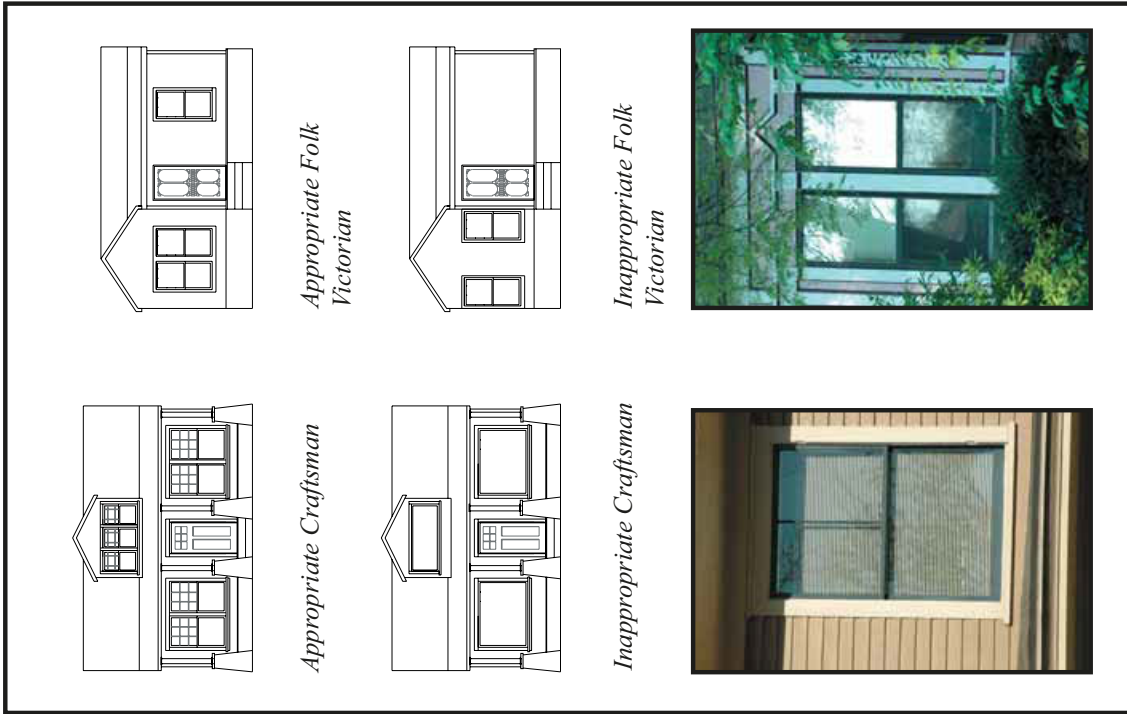 Appropriate Craftsman
Appropriate Folk
Victorian
Inappropriate Craftsman
Inappropriate Folk
Victorian